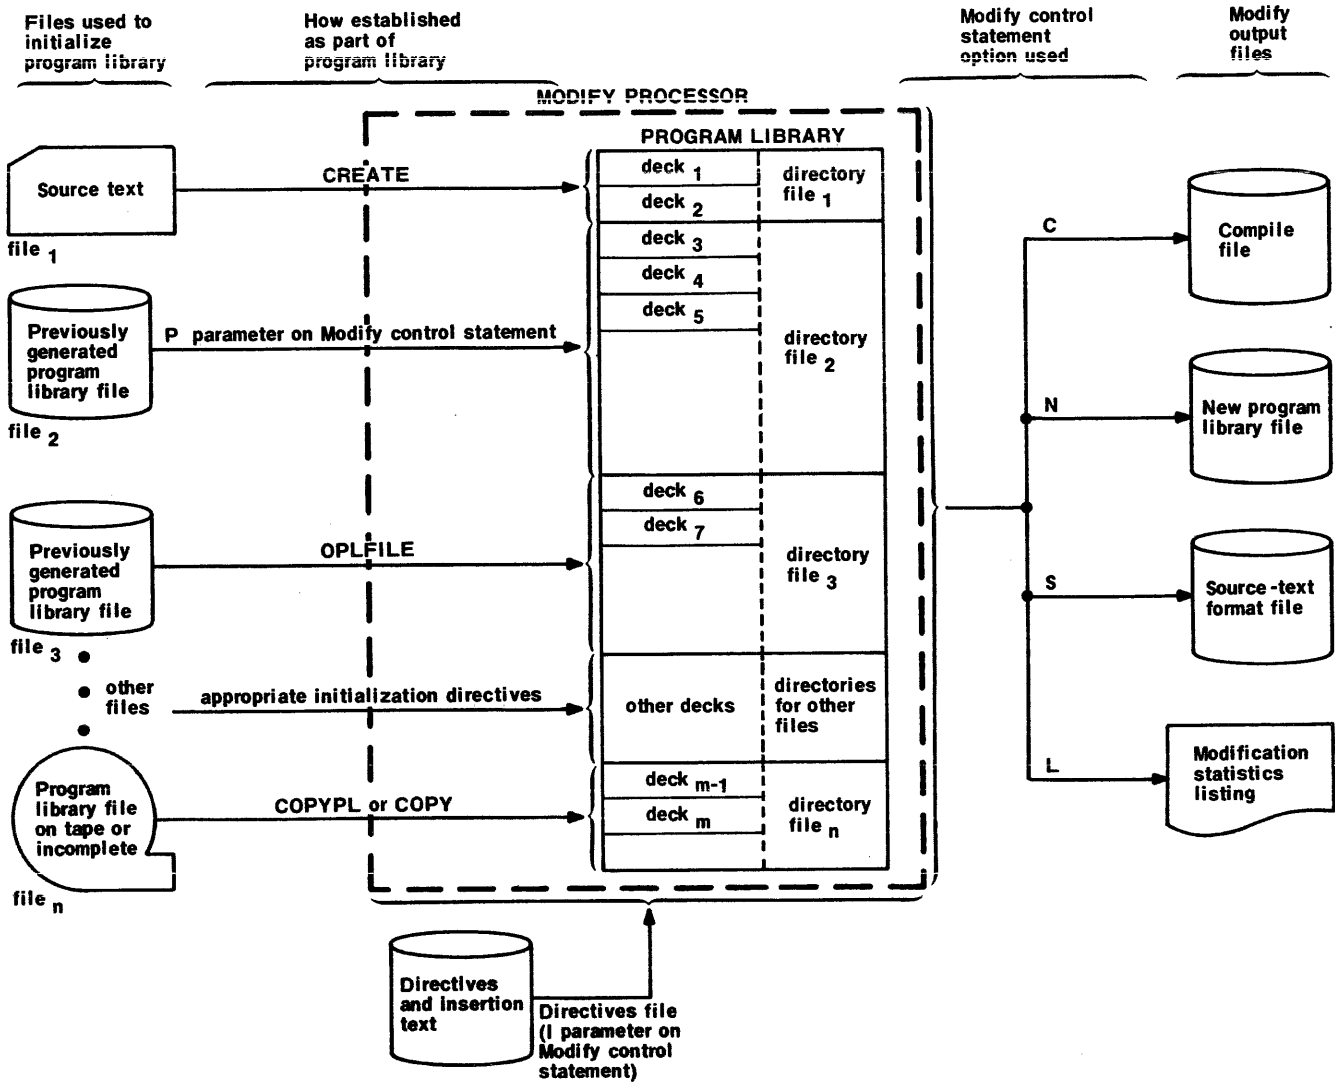 Files used to
initialize
program library
How established
as part of
program library
Modify control
statement
option used
Modify
output
files
MODIFY PROCESSOR
PROGRAM LIBRARY
Source text
file 1
CREATE
deck 1
deck 2
directory
file 1
Previously
generated
program
library file
file 2
P parameter on Modify control statement
deck 3
deck 4
deck 5
directory
file 2
Previously
generated
program
library file
file 3
OPLFILE
deck 6
deck 7
directory
file 3
other
files
appropriate initialization directives
other decks
directories
for other
files
Program
library file
on tape or
incomplete
file n
COPYPL or COPY
deck m-1
deck m
directory
file n
C
Compile
file
N
New program
library file
S
Source-text
format file
L
Modification
statistics
listing
Directives
and insertion
text
Directives file
(I parameter on
Modify control
statement)